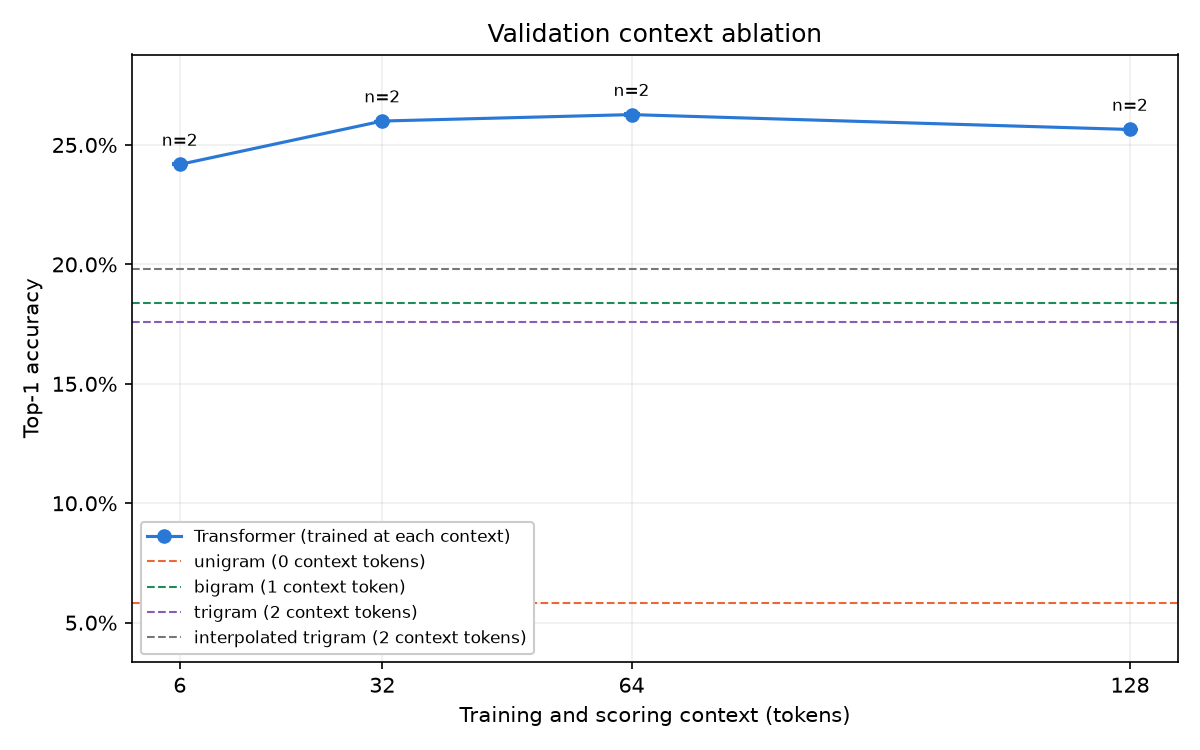 Validation context ablation
n=2
n=2
n=2
n=2
25.0%
20.0%
15.0%
10.0%
5.0%
Top-1 accuracy
Transformer (trained at each context)
unigram (0 context tokens)
bigram (1 context token)
trigram (2 context tokens)
interpolated trigram (2 context tokens)
6
32
64
128
Training and scoring context (tokens)